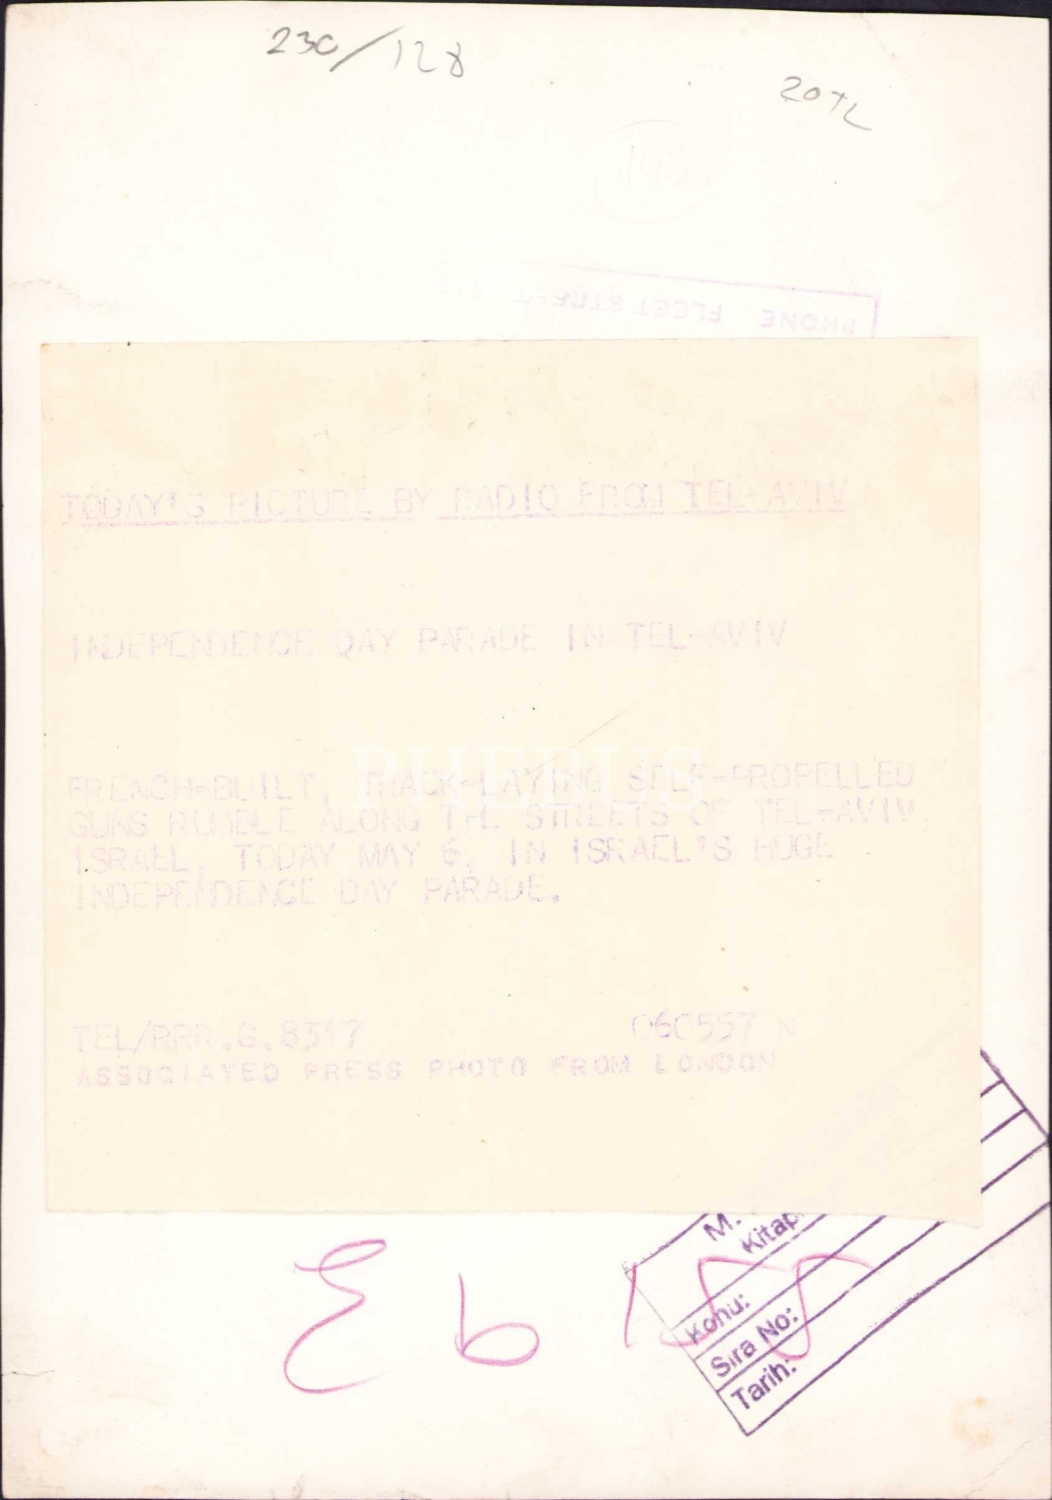 230/128
20TL
PHONE FLEET STREET
TODAY'S PICTURE BY RADIO FROM TEL-AVIV
INDEPENDENCE DAY PARADE IN TEL-AVIV
PHEBUS
FRENCH-BUILT, TRACK-LAYING SELF-PROPELLED
GUNS RUMBLE ALONG THE STREETS OF TEL-AVIV,
ISRAEL, TODAY MAY 6, IN ISRAEL'S HUGE
INDEPENDENCE DAY PARADE.
TEL/RRR.G.8317 060557
ASSOCIATED PRESS PHOTO FROM LONDON
M.
Kitap
Konu:
Sıra No:
Tarih: